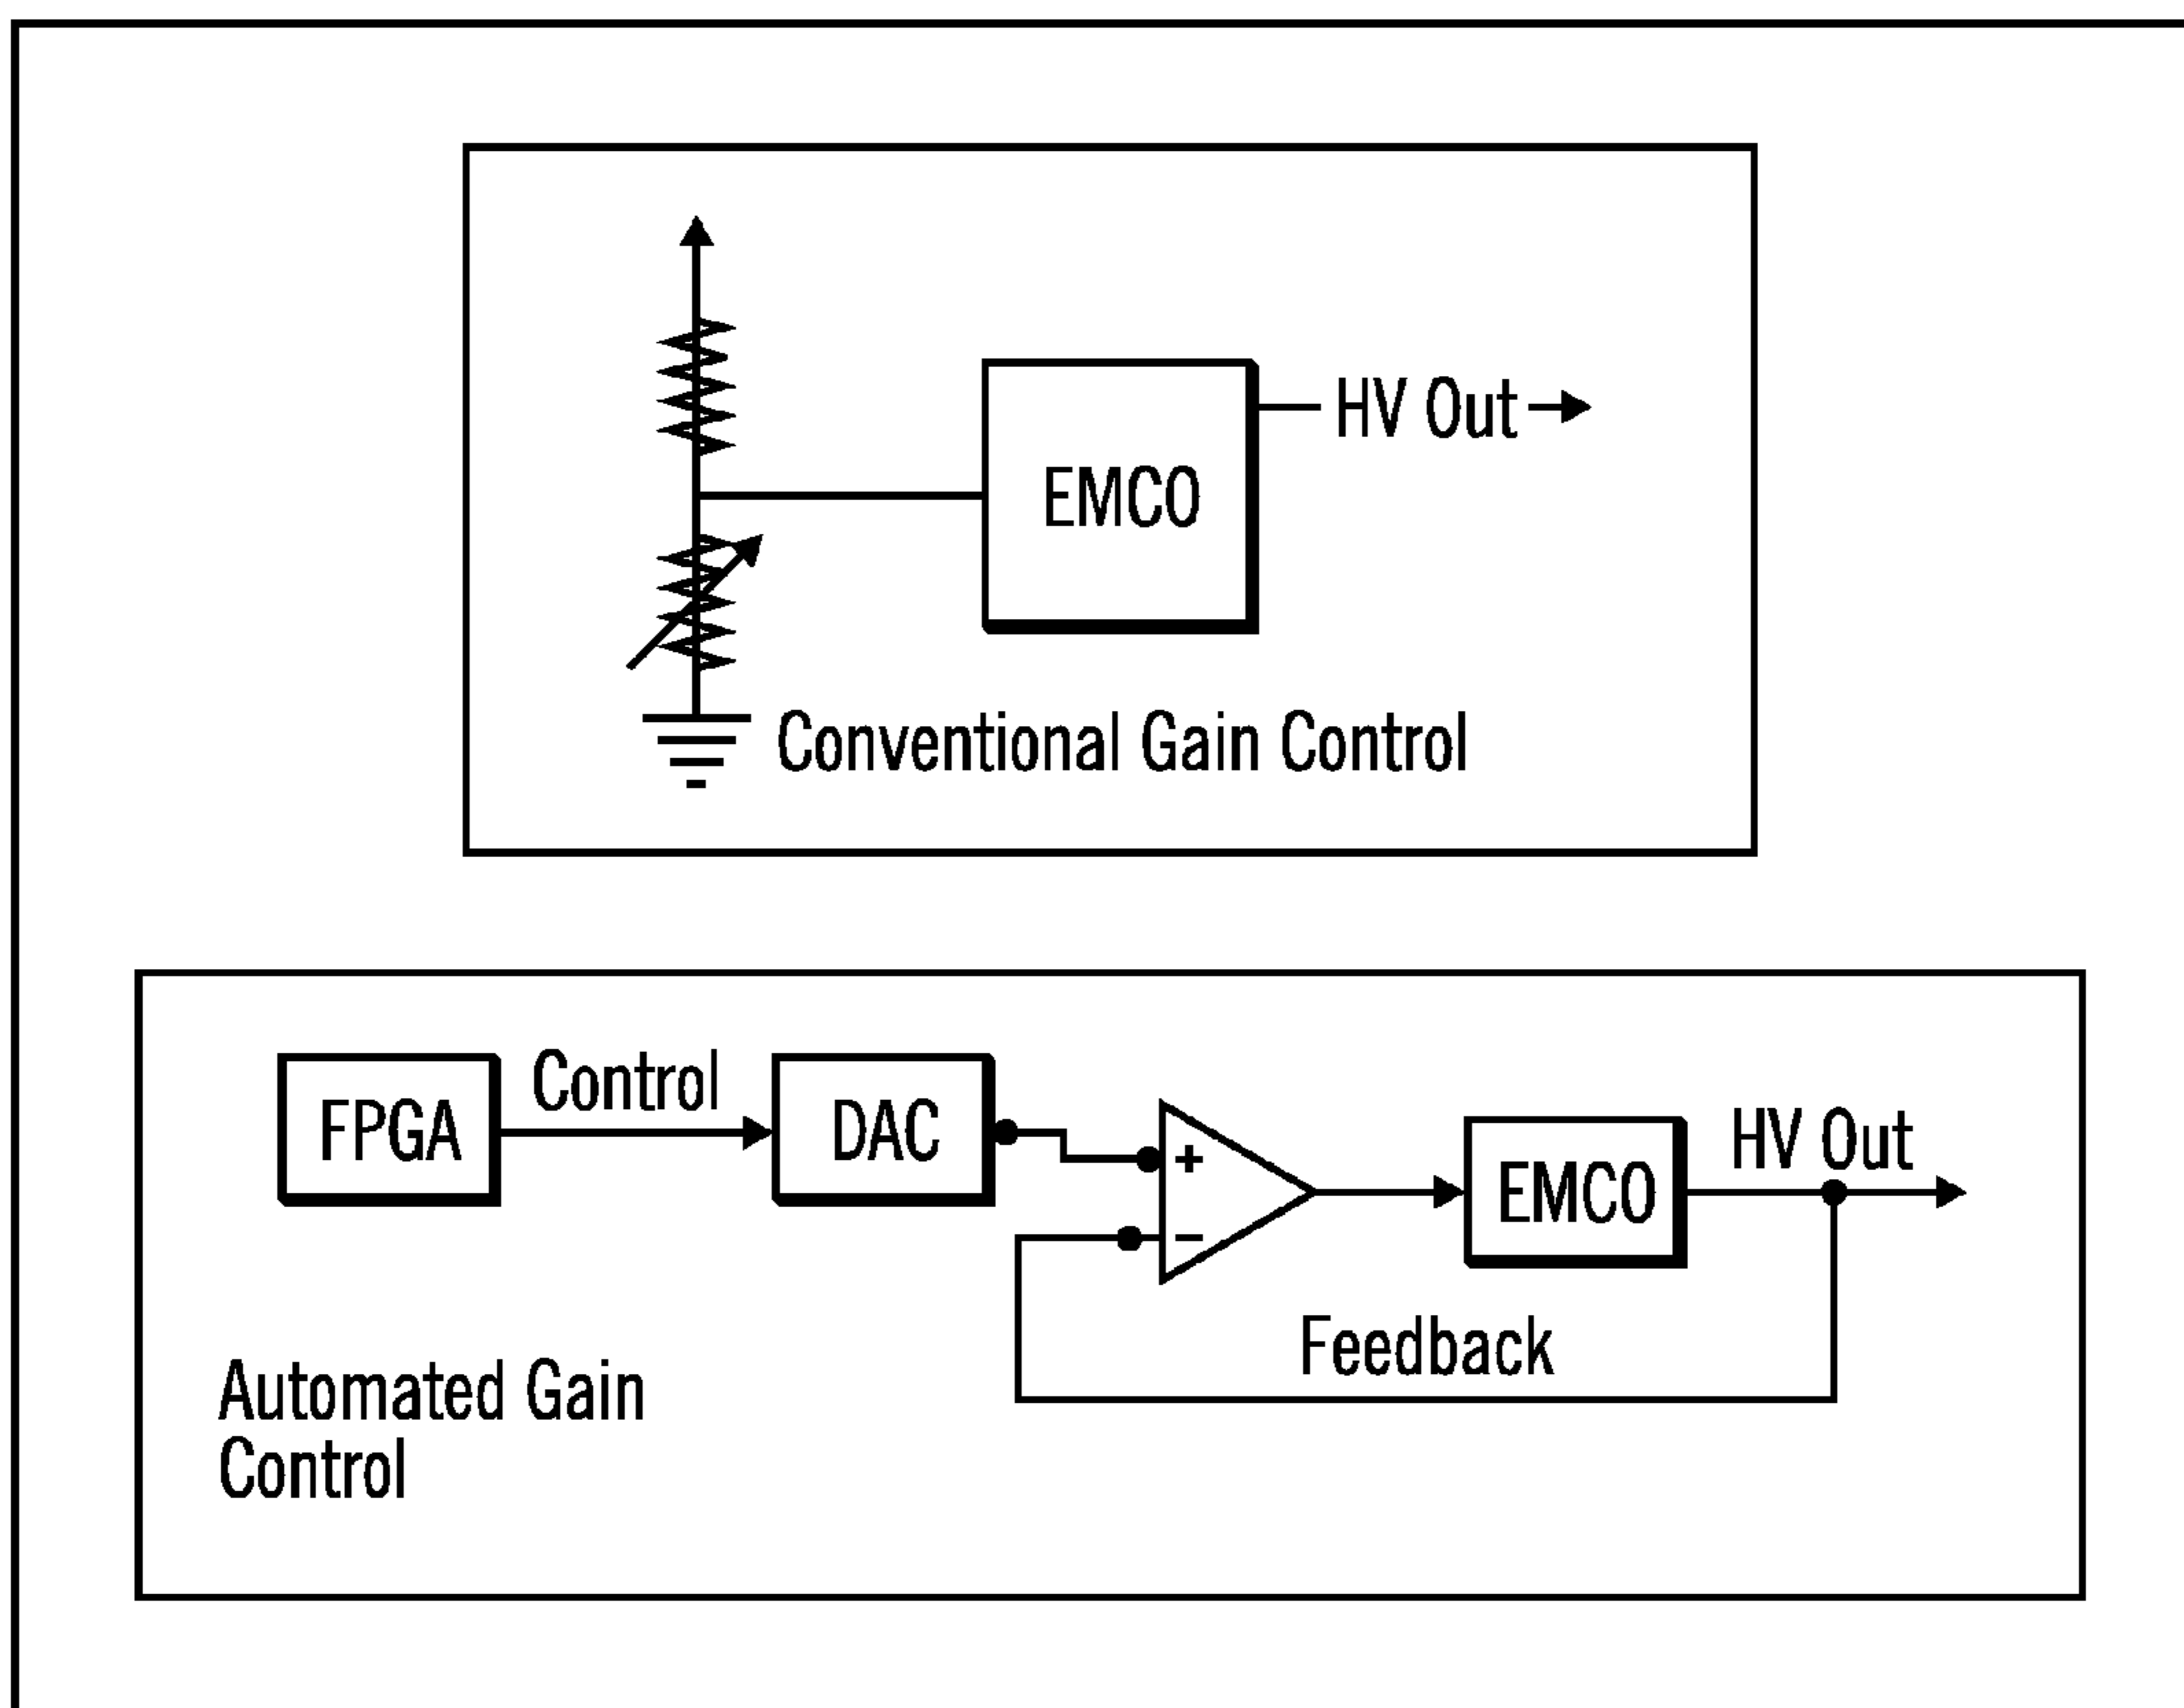 HV Out
EMCO
Conventional Gain Control
FPGA
Control
DAC
+
−
EMCO
HV Out
Feedback
Automated Gain
Control